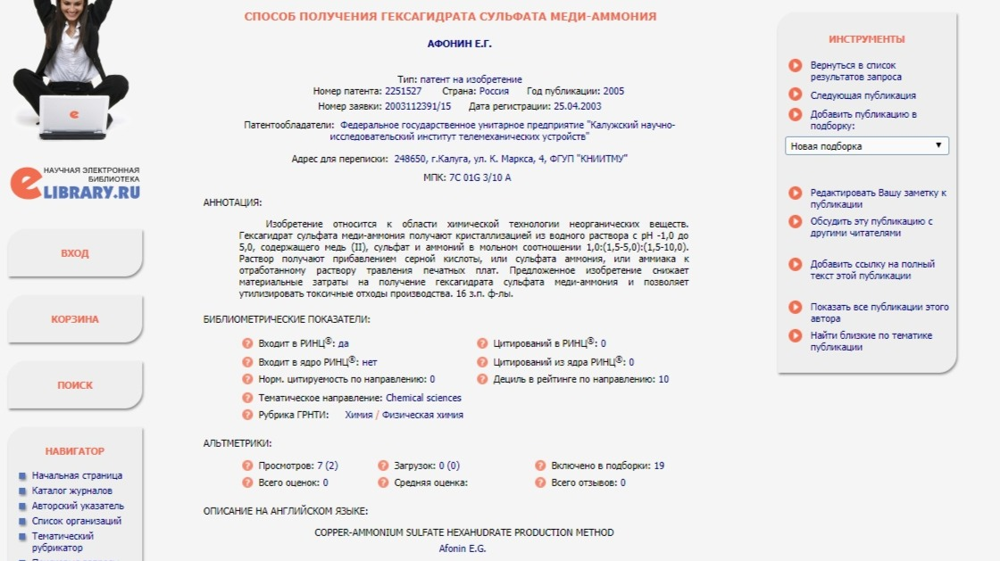 СПОСОБ ПОЛУЧЕНИЯ ГЕКСАГИДРАТА СУЛЬФАТА МЕДИ-АММОНИЯ
АФОНИН Е.Г.
Тип: патент на изобретение
Номер патента: 2251527 Страна: Россия Год публикации: 2005
Номер заявки: 2003112391/15 Дата регистрации: 25.04.2003
Патентообладатели: Федеральное государственное унитарное предприятие "Калужский научно-
исследовательский институт телемеханических устройств"
Адрес для переписки: 248650, г.Калуга, ул. К. Маркса, 4, ФГУП "КНИИТМУ"
МПК: 7C 01G 3/10 A
АННОТАЦИЯ:
Изобретение относится к области химической технологии неорганических веществ.
Гексагидрат сульфата меди-аммония получают кристаллизацией из водного раствора с pH -1,0 до
5,0, содержащего медь (II), сульфат и аммоний в мольном соотношении 1,0:(1,5-5,0):(1,5-10,0).
Раствор получают прибавлением серной кислоты, или сульфата аммония, или аммиака к
отработанному раствору травления печатных плат. Предложенное изобретение снижает
материальные затраты на получение гексагидрата сульфата меди-аммония и позволяет
утилизировать токсичные отходы производства. 16 з.п. ф-лы.
БИБЛИОМЕТРИЧЕСКИЕ ПОКАЗАТЕЛИ:
? Входит в РИНЦ®: да ? Цитирований в РИНЦ®: 0
? Входит в ядро РИНЦ®: нет ? Цитирований из ядра РИНЦ®: 0
? Норм. цитируемость по направлению: 0 ? Дециль в рейтинге по направлению: 10
? Тематическое направление: Chemical sciences
? Рубрика ГРНТИ: Химия / Физическая химия
АЛЬТМЕТРИКИ:
? Просмотров: 7 (2) ? Загрузок: 0 (0) ? Включено в подборки: 19
? Всего оценок: 0 ? Средняя оценка: ? Всего отзывов: 0
ОПИСАНИЕ НА АНГЛИЙСКОМ ЯЗЫКЕ:
COPPER-AMMONIUM SULFATE HEXAHUDRATE PRODUCTION METHOD
Afonin E.G.
e
НАУЧНАЯ ЭЛЕКТРОННАЯ
БИБЛИОТЕКА
eLIBRARY.RU
ВХОД
КОРЗИНА
ПОИСК
НАВИГАТОР
Начальная страница
Каталог журналов
Авторский указатель
Список организаций
Тематический
рубрикатор
ИНСТРУМЕНТЫ
Вернуться в список
результатов запроса
Следующая публикация
Добавить публикацию в
подборку:
Новая подборка
Редактировать Вашу заметку к
публикации
Обсудить эту публикацию с
другими читателями
Добавить ссылку на полный
текст этой публикации
Показать все публикации этого
автора
Найти близкие по тематике
публикации